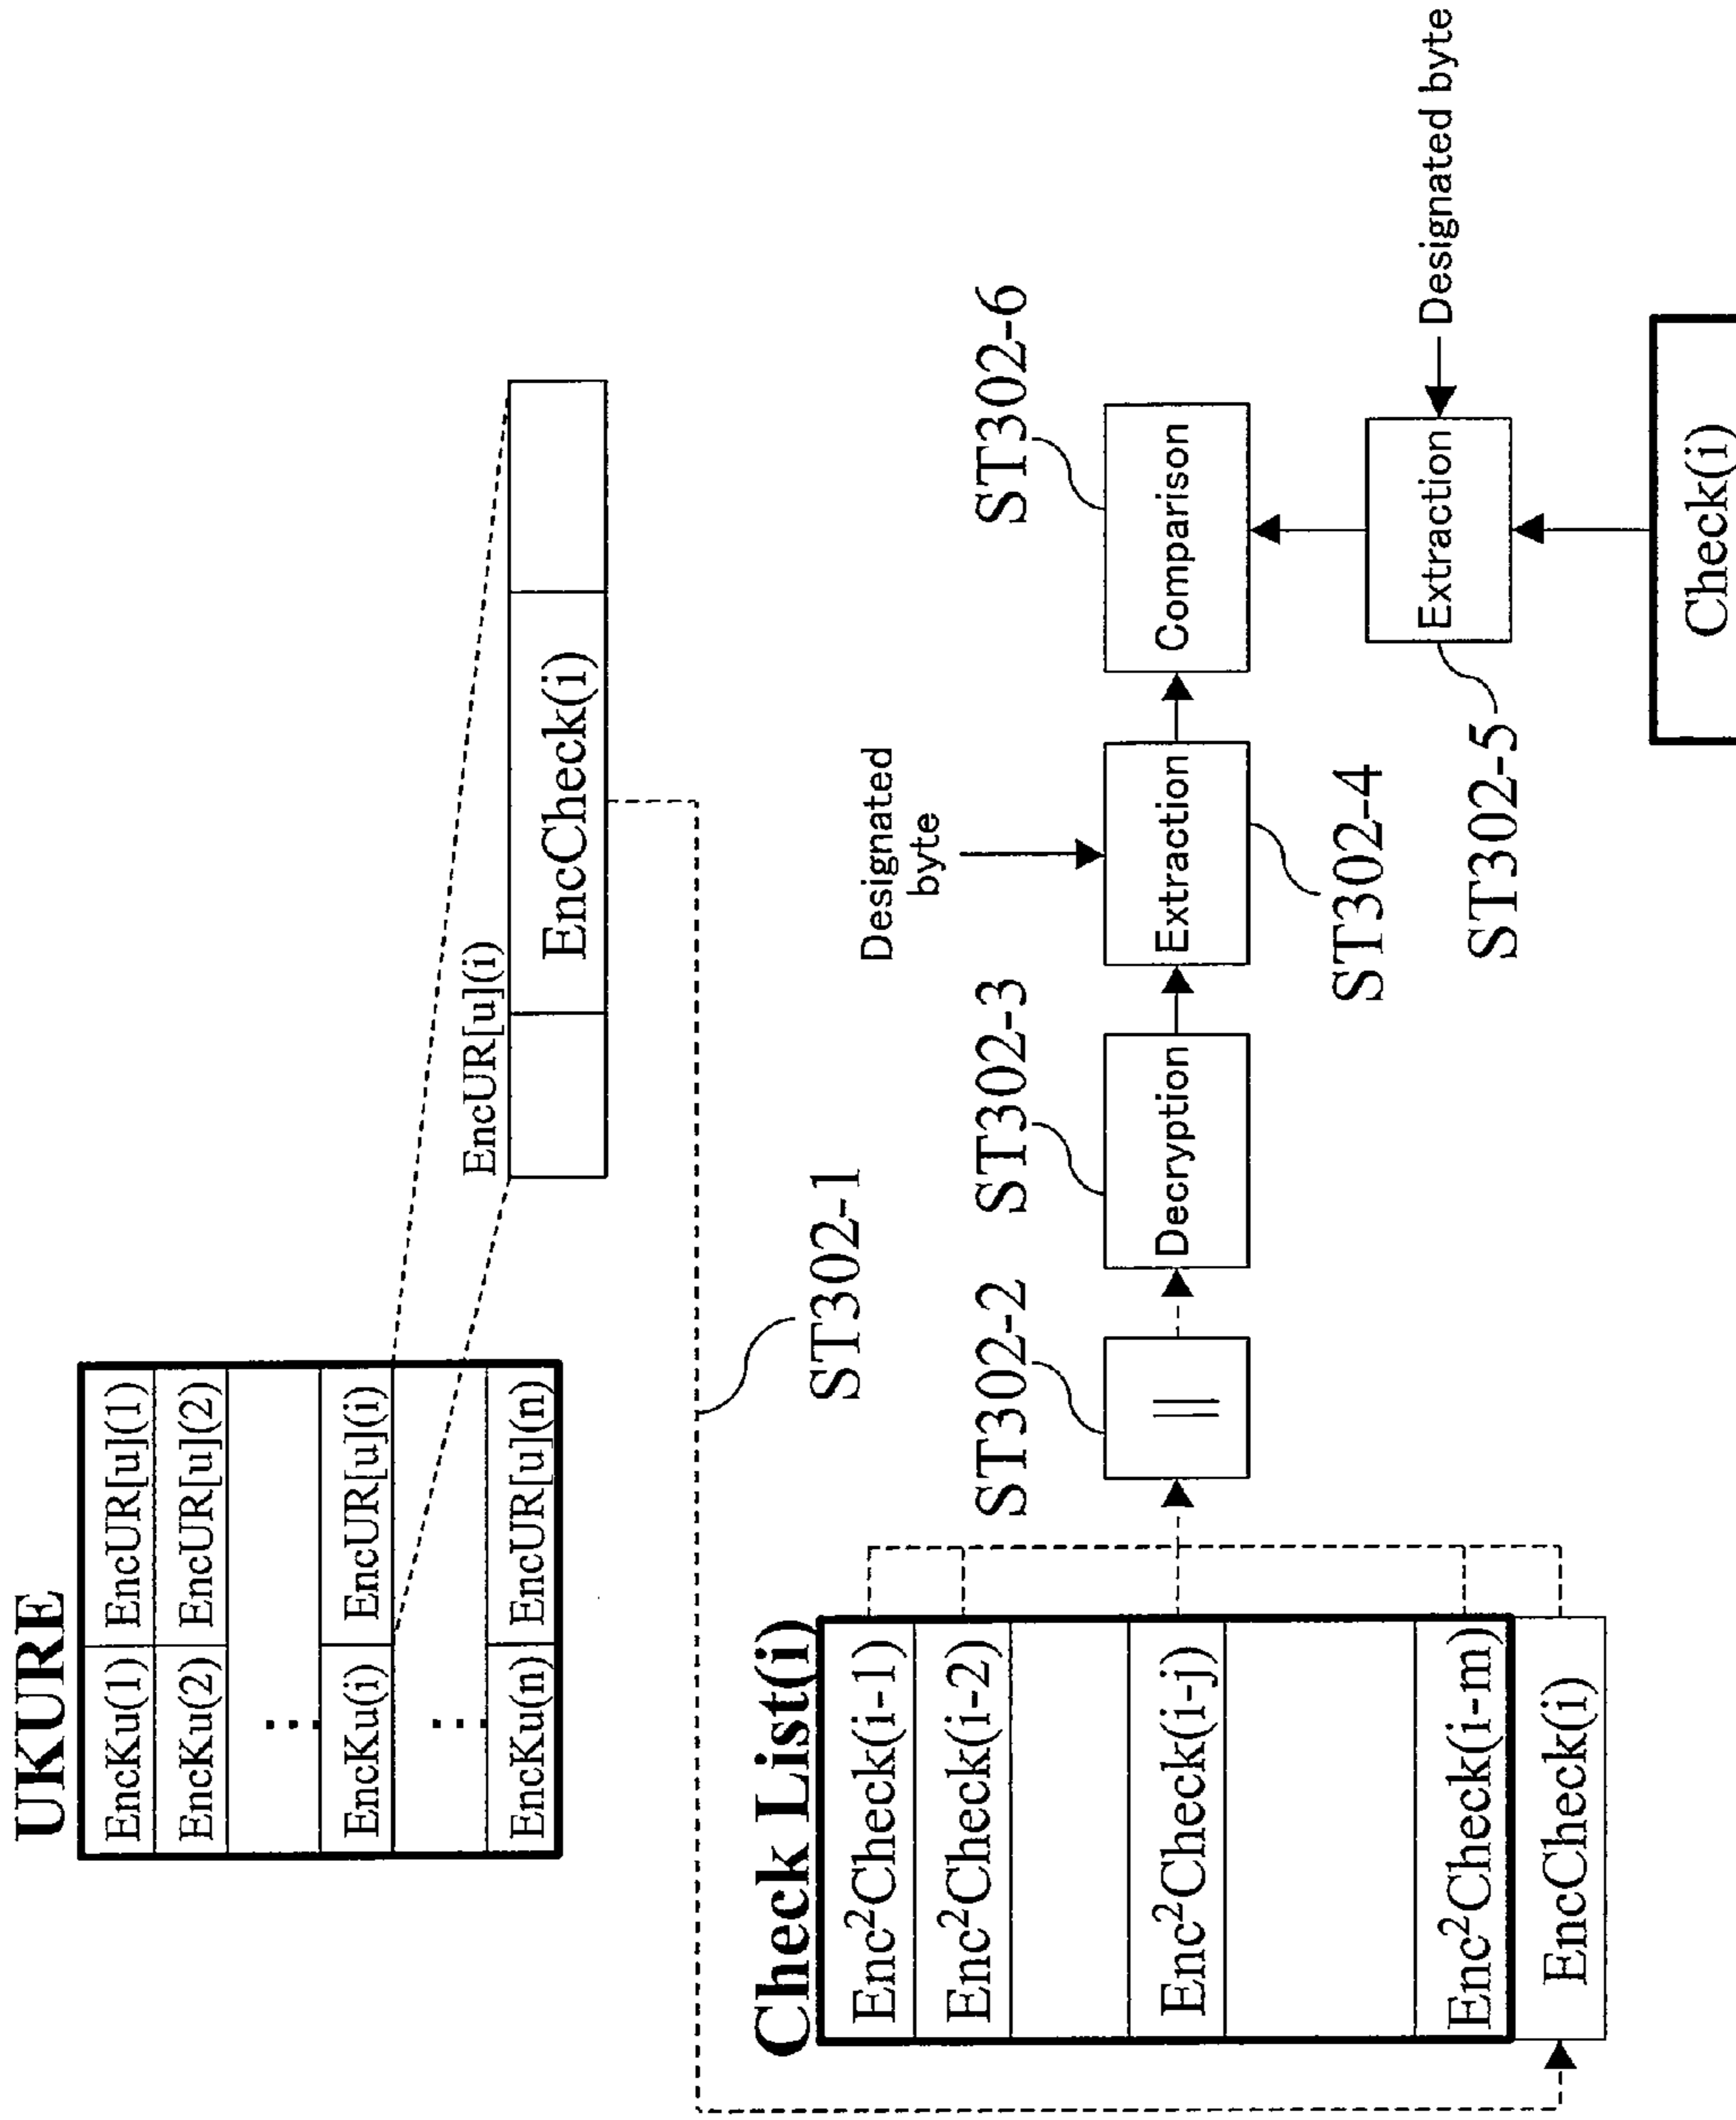 UKURE
EncKu(1) EncUR[u](1)
EncKu(2) EncUR[u](2)
⋮
EncKu(i) EncUR[u](i)
⋮
EncKu(n) EncUR[u](n)
EncUR[u](i)
EncCheck(i)
ST302-1
Check List(i)
Enc²Check(i-1)
Enc²Check(i-2)
Enc²Check(i-j)
Enc²Check(i-m)
EncCheck(i)
ST302-2
||
ST302-3
Decryption
Designated
byte
Extraction
ST302-4
ST302-6
Comparison
Extraction
Designated byte
ST302-5
Check(i)